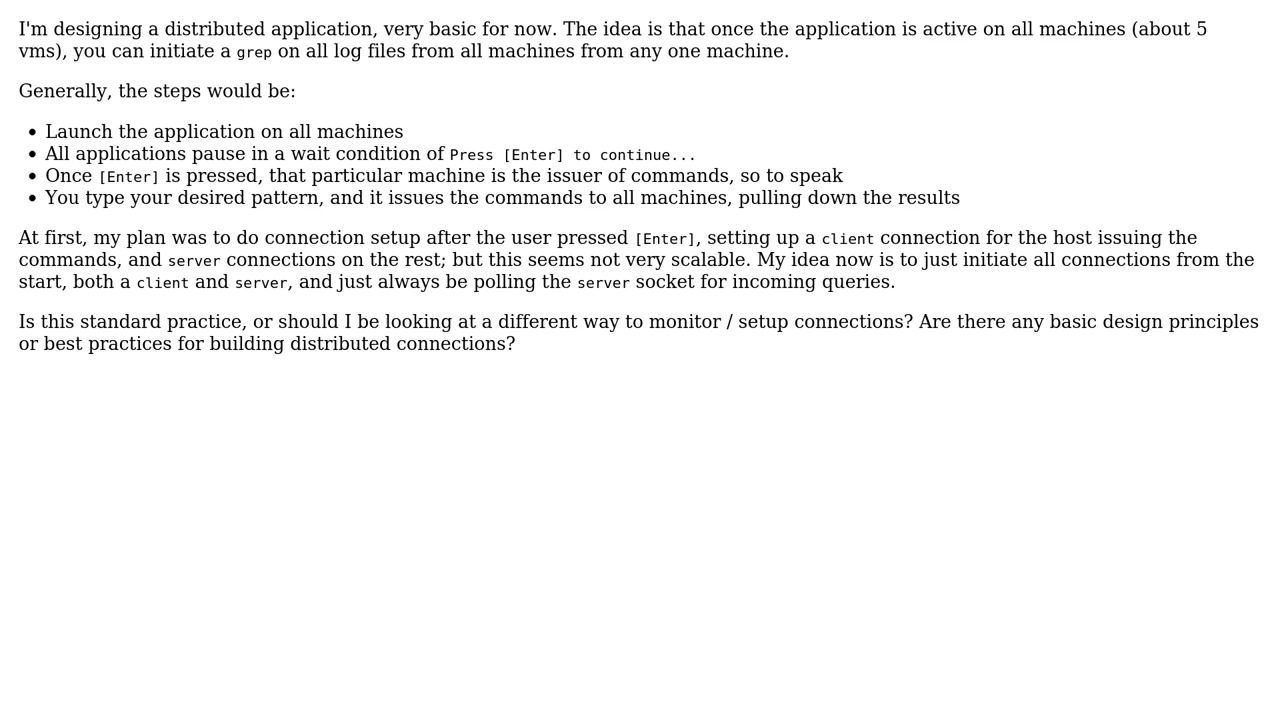 I'm designing a distributed application, very basic for now. The idea is that once the application is active on all machines (about 5
vms), you can initiate a grep on all log files from all machines from any one machine.
Generally, the steps would be:
• Launch the application on all machines
• All applications pause in a wait condition of Press [Enter] to continue...
• Once [Enter] is pressed, that particular machine is the issuer of commands, so to speak
• You type your desired pattern, and it issues the commands to all machines, pulling down the results
At first, my plan was to do connection setup after the user pressed [Enter], setting up a client connection for the host issuing the
commands, and server connections on the rest; but this seems not very scalable. My idea now is to just initiate all connections from the
start, both a client and server, and just always be polling the server socket for incoming queries.
Is this standard practice, or should I be looking at a different way to monitor / setup connections? Are there any basic design principles
or best practices for building distributed connections?